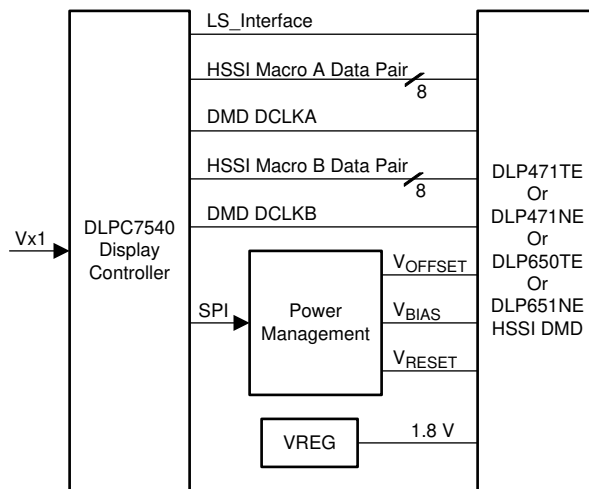 LS_Interface
HSSI Macro A Data Pair
8
DMD DCLKA
HSSI Macro B Data Pair
8
DMD DCLKB
Vx1
DLPC7540
Display
Controller
SPI
Power
Management
VOFFSET
VBIAS
VRESET
VREG
1.8 V
DLP471TE
Or
DLP471NE
Or
DLP650TE
Or
DLP651NE
HSSI DMD